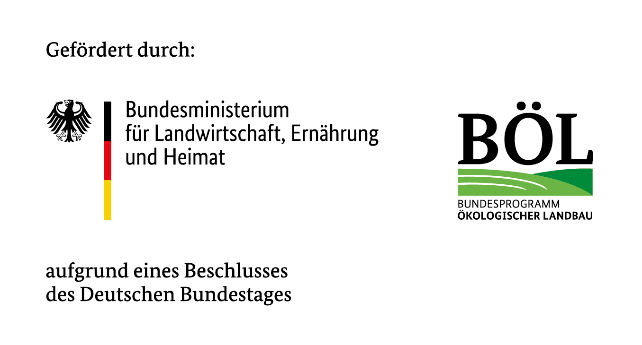 Gefördert durch:
Bundesministerium
für Landwirtschaft, Ernährung
und Heimat
BÖL
BUNDESPROGRAMM
ÖKOLOGISCHER LANDBAU
aufgrund eines Beschlusses
des Deutschen Bundestages